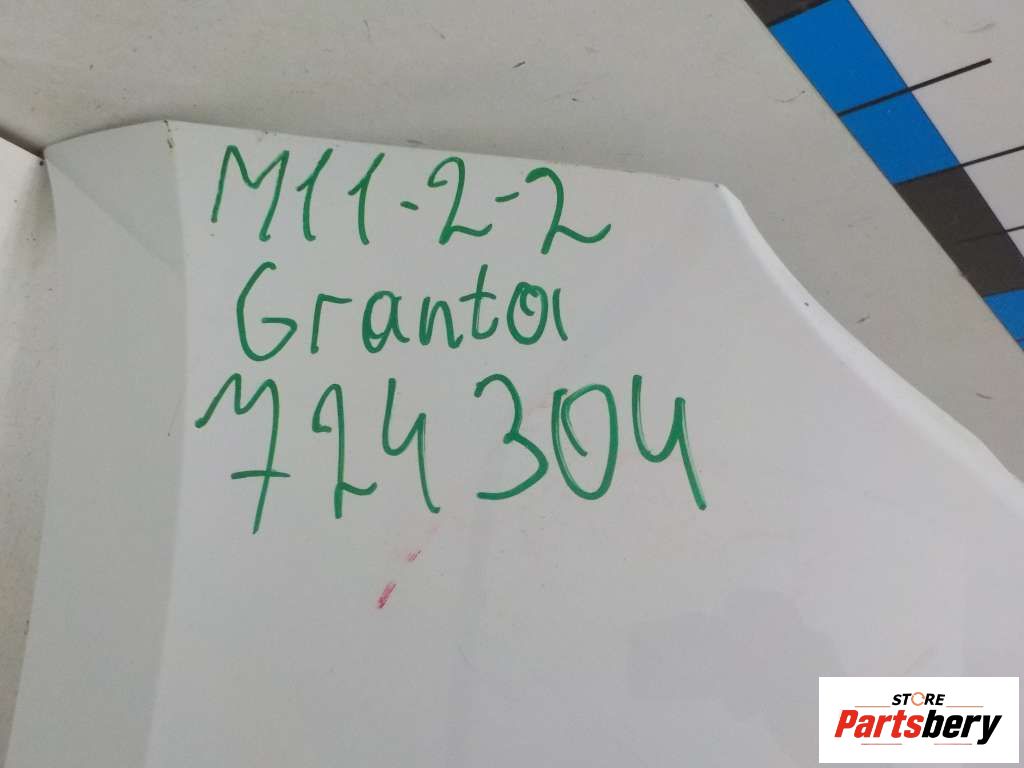 M11-2-2
Granta
724304
STORE
Partsbery